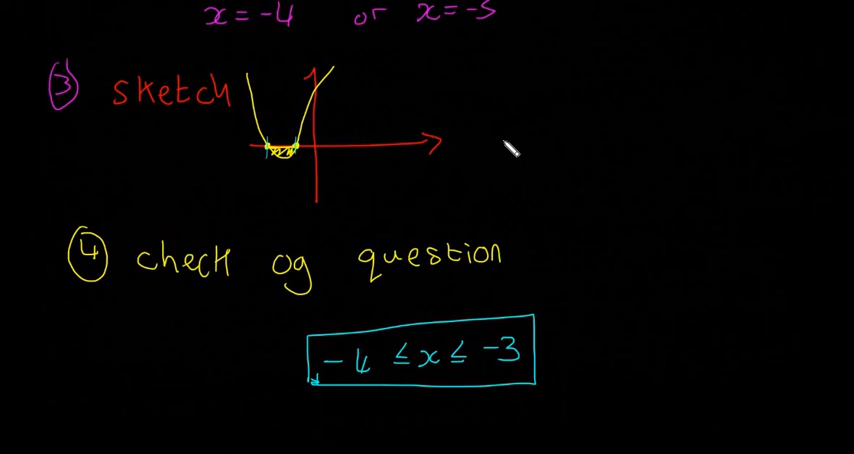 x = -4 or x = -3
③ sketch
④ check og question
-4 ≤ x ≤ -3